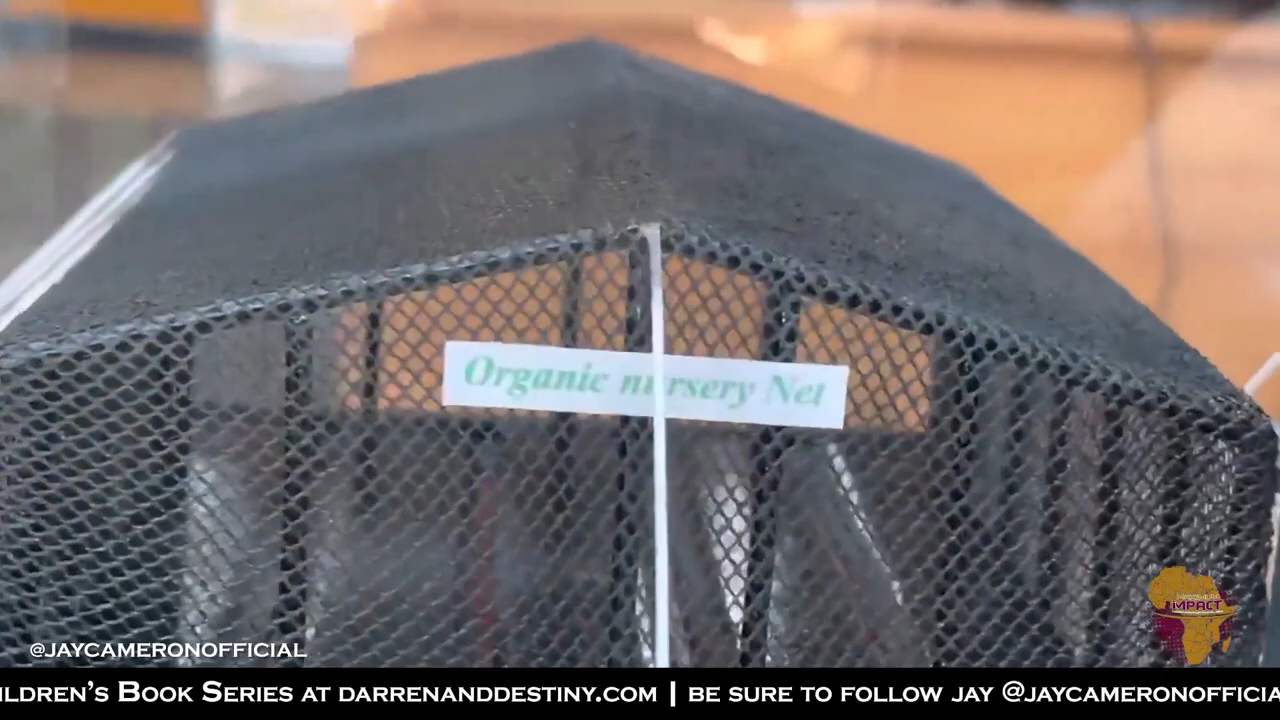 Organic nursery Net
IMPACT
@JAYCAMERONOFFICIAL
ILDREN'S BOOK SERIES AT DARRENANDDESTINY.COM | BE SURE TO FOLLOW JAY @JAYCAMERONOFFICIA